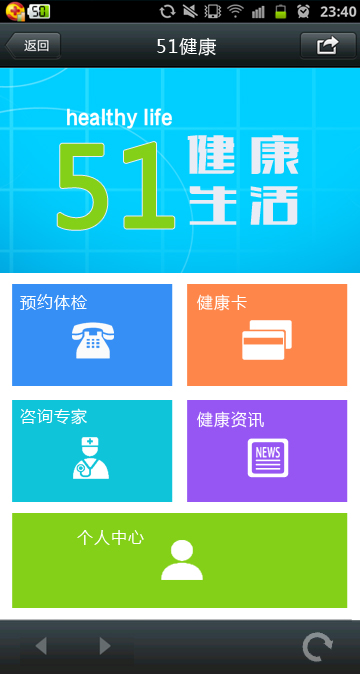 50
23:40
返回
51健康
healthy life
51
健康
生活
预约体检
健康卡
咨询专家
健康资讯
NEWS
个人中心